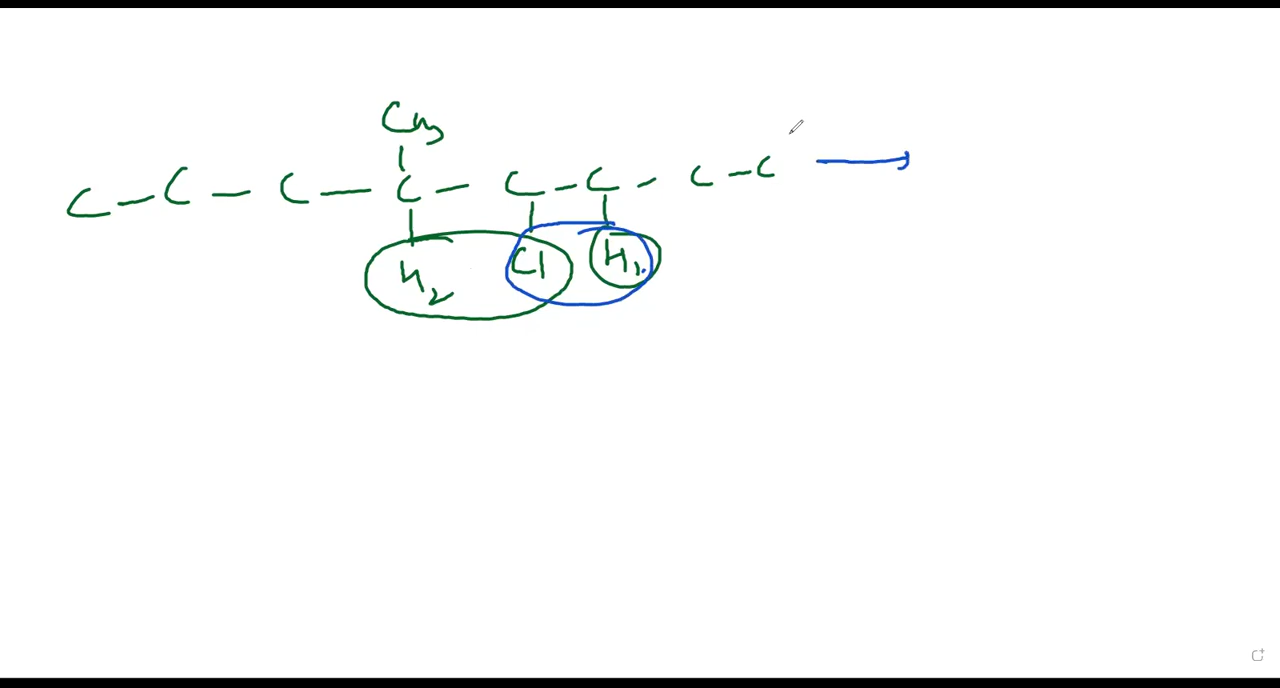 CH3
C - C - C - C - C - C - C - C →
H2 Cl H1